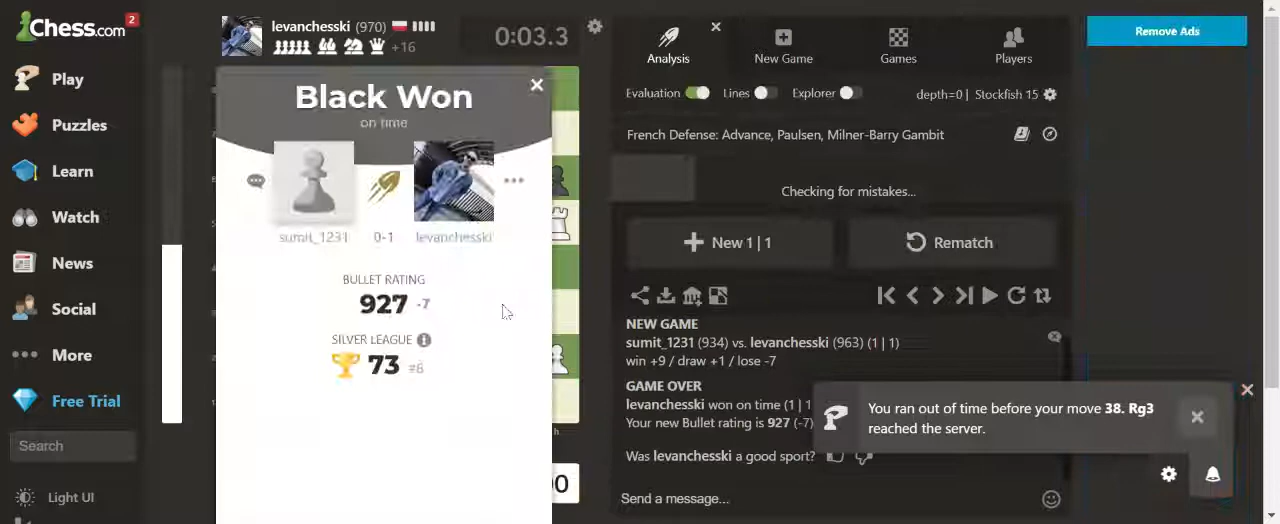 Chess.com
2
Play
Puzzles
Learn
Watch
News
Social
More
Free Trial
Search
Light UI
levanchesski (970)
+16
0:03.3
Black Won
on time
sumit_1231 0-1 levanchesski
BULLET RATING
927 -7
SILVER LEAGUE
73 #6
h
Analysis
New Game
Games
Players
Evaluation Lines Explorer depth=0 | Stockfish 15
French Defense: Advance, Paulsen, Milner-Barry Gambit
Checking for mistakes...
New 1 | 1
Rematch
NEW GAME
sumit_1231 (934) vs. levanchesski (963) (1 | 1)
win +9 / draw +1 / lose -7
GAME OVER
levanchesski won on time (1 | 1
Your new Bullet rating is 927 (-7)
Was levanchesski a good sport?
Send a message...
You ran out of time before your move 38. Rg3
reached the server.
Remove Ads